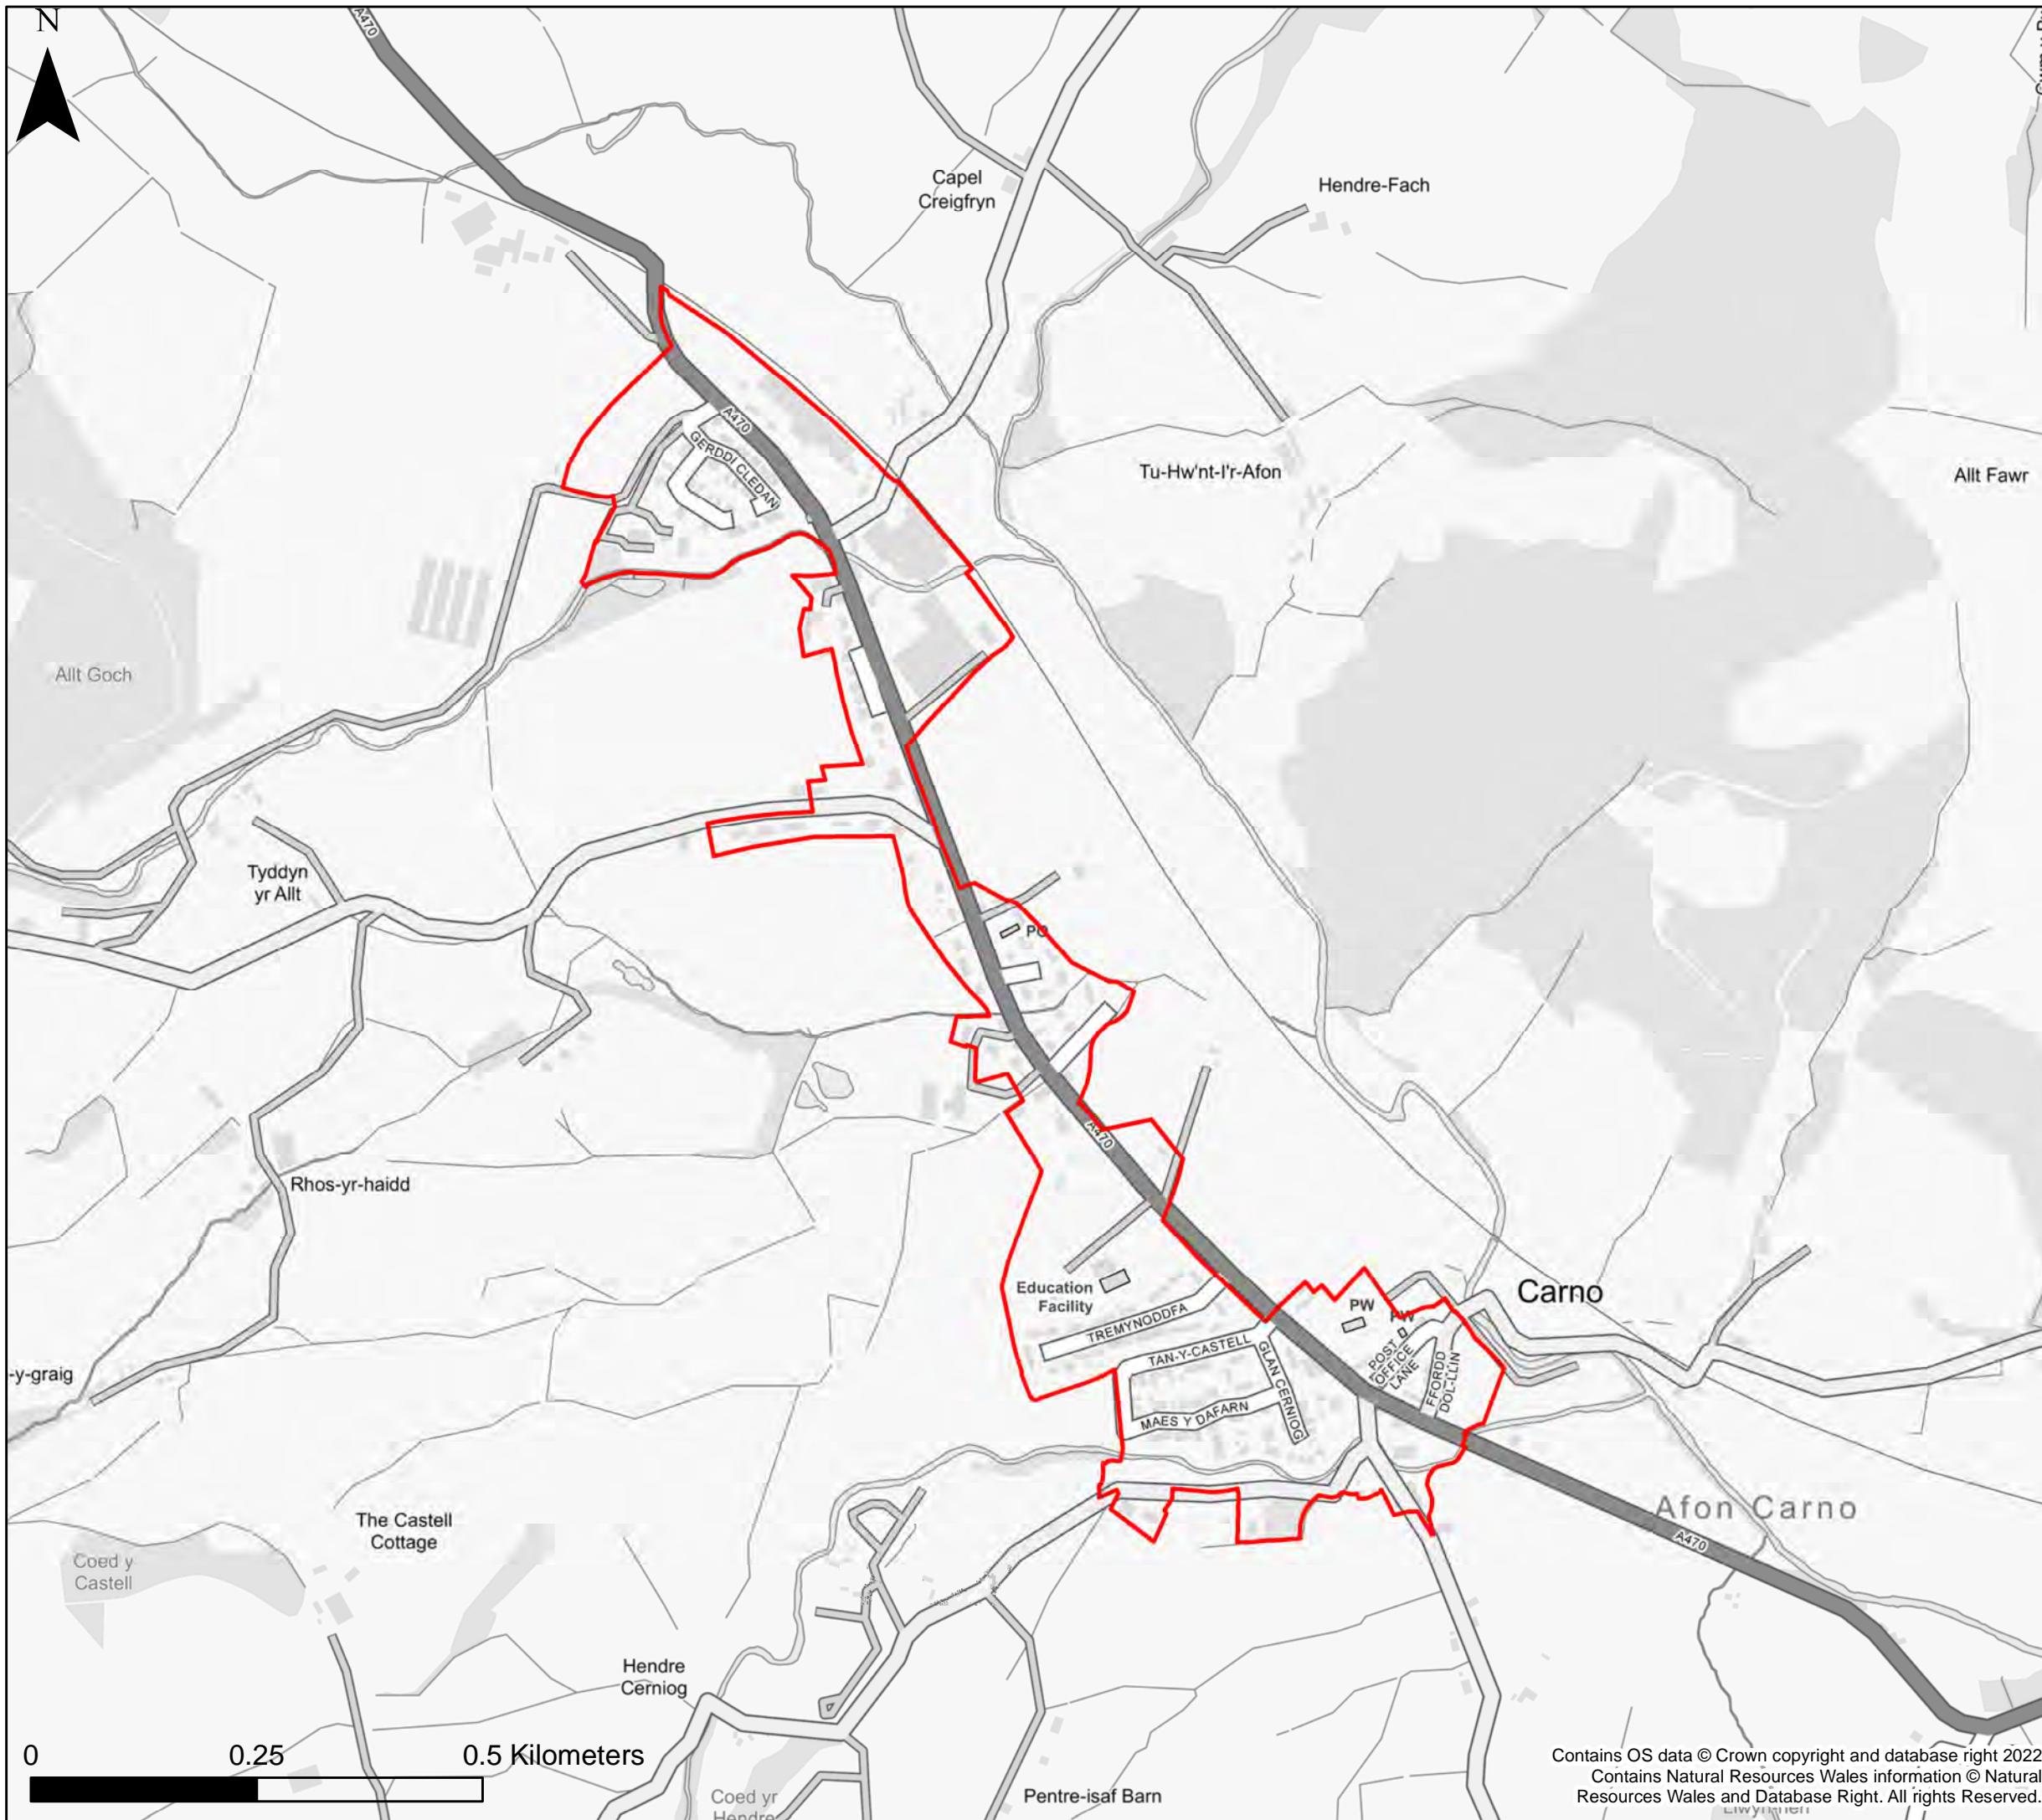 N
A470
Capel
Creigfryn
Hendre-Fach
A470
GERDDI CLEDAN
Tu-Hw'nt-I'r-Afon
Allt Fawr
Allt Goch
Tyddyn
yr Allt
PO
A470
Rhos-yr-haidd
Education
Facility
Carno
PW
PW
TREMYNODDFA
TAN-Y-CASTELL
GLAN CERNIOG
POST
OFFICE
LANE
FFORDD
DOL-LLIN
MAES Y DAFARN
-y-graig
Afon Carno
The Castell
Cottage
A470
Coed y
Castell
Hendre
Cerniog
0 0.25 0.5 Kilometers
Coed yr
Hendre
Pentre-isaf Barn
Contains OS data © Crown copyright and database right 2022
Contains Natural Resources Wales information © Natural
Resources Wales and Database Right. All rights Reserved.